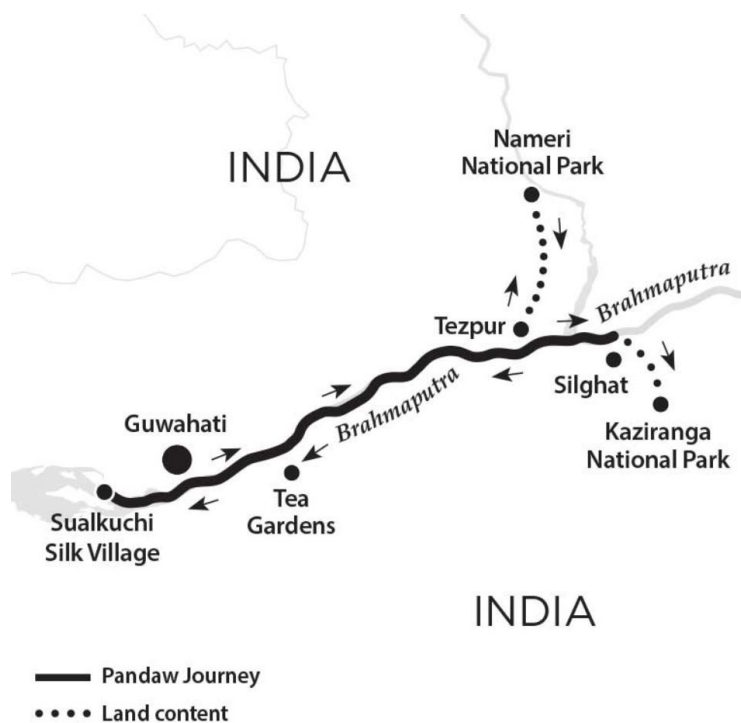 Nameri
National Park
INDIA
Brahmaputra
Tezpur
Silghat
Brahmaputra
Kaziranga
National Park
Guwahati
Tea
Gardens
Sualkuchi
Silk Village
INDIA
Pandaw Journey
Land content